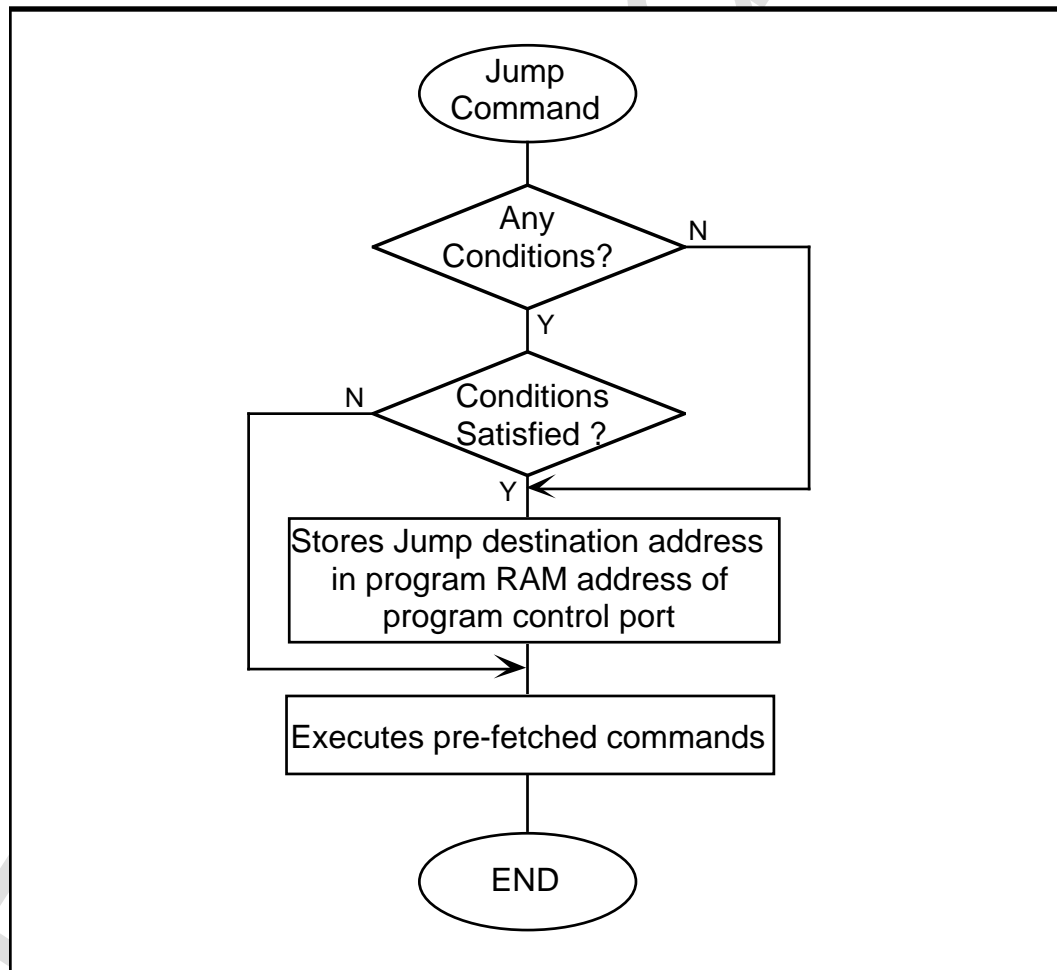 Jump
Command
Any
Conditions?
N
Y
N
Conditions
Satisfied ?
Y
Stores Jump destination address
in program RAM address of
program control port
Executes pre-fetched commands
END